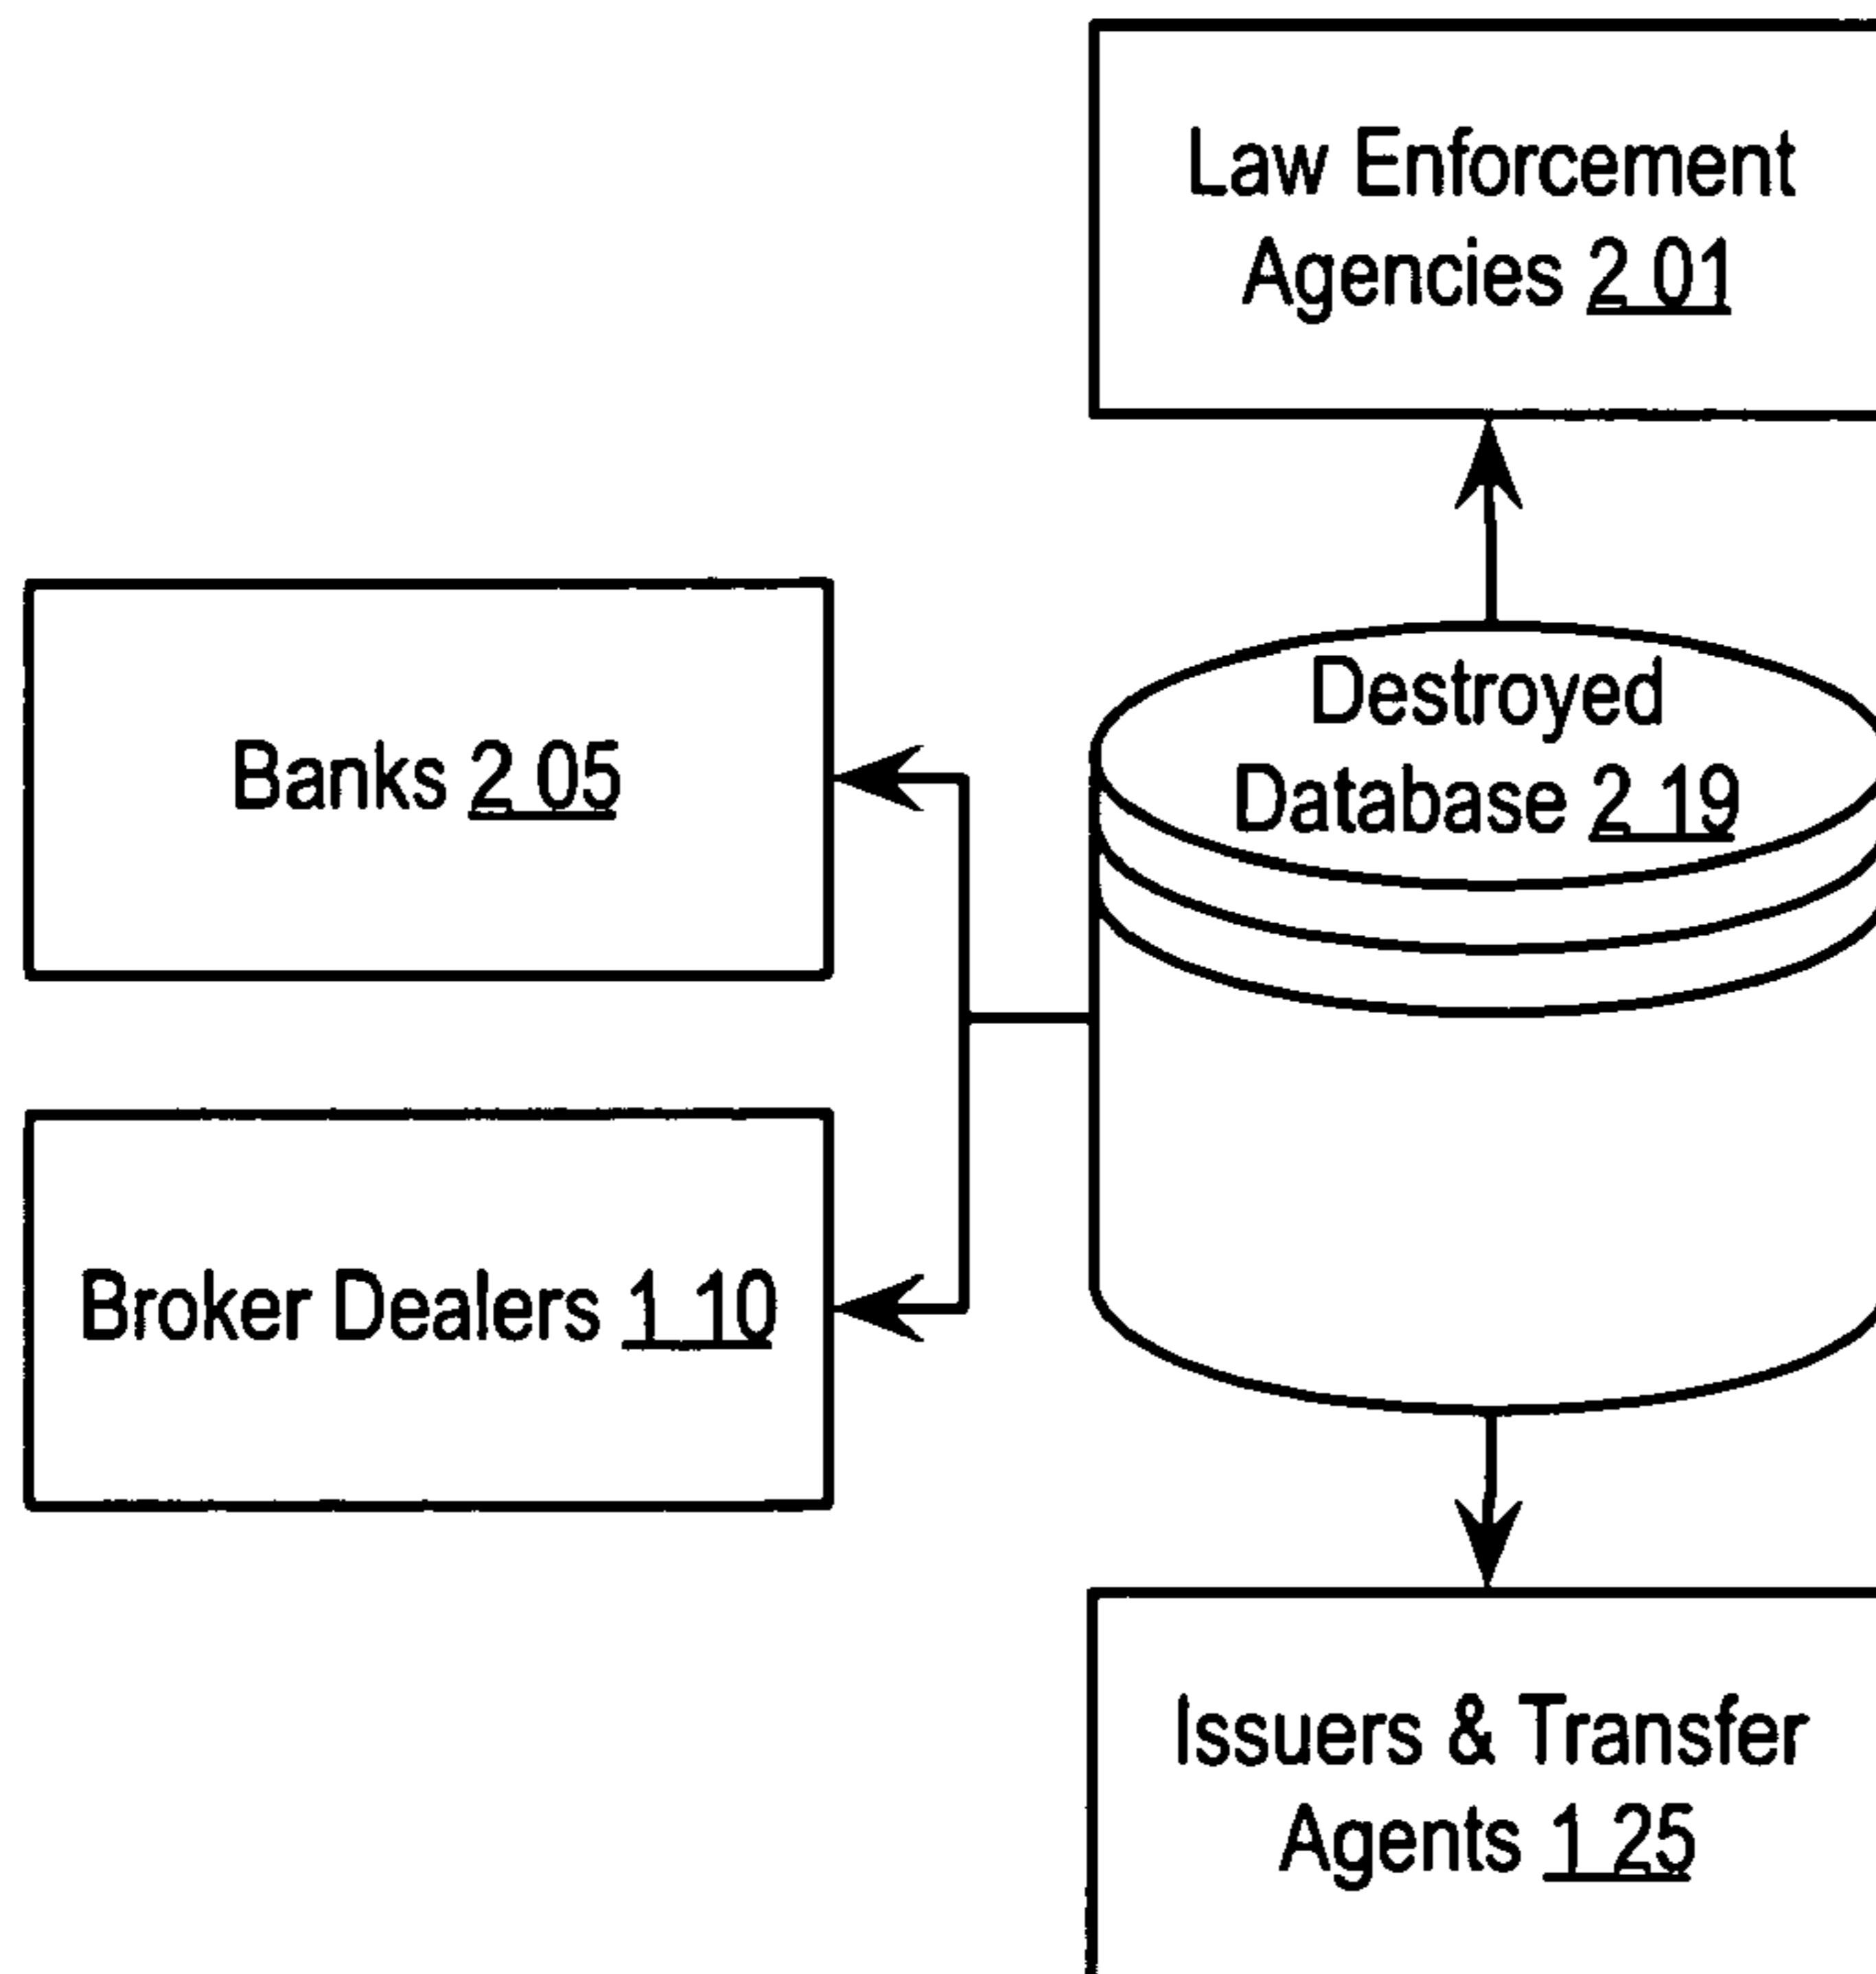 Law Enforcement
Agencies 2 01
Destroyed
Database 2 19
Banks 2 05
Broker Dealers 1 10
Issuers & Transfer
Agents 1 25